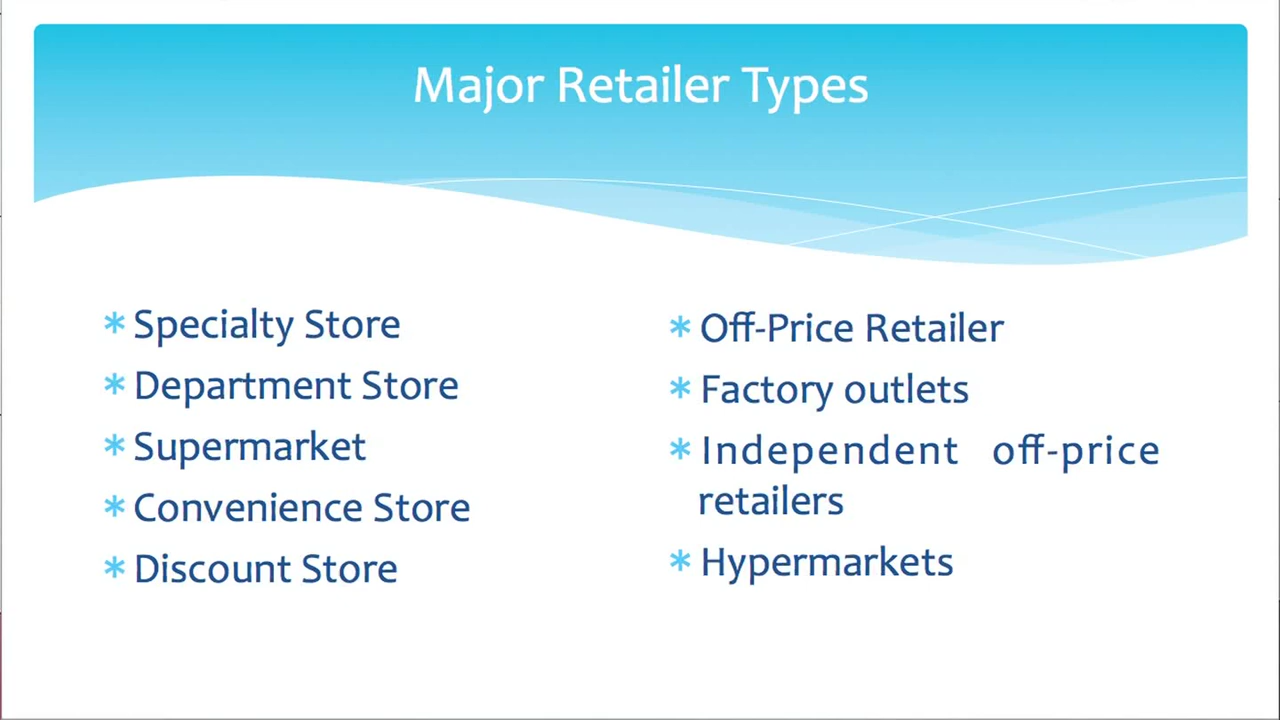 Major Retailer Types
* Specialty Store
* Department Store
* Supermarket
* Convenience Store
* Discount Store
* Off-Price Retailer
* Factory outlets
* Independent off-price
retailers
* Hypermarkets